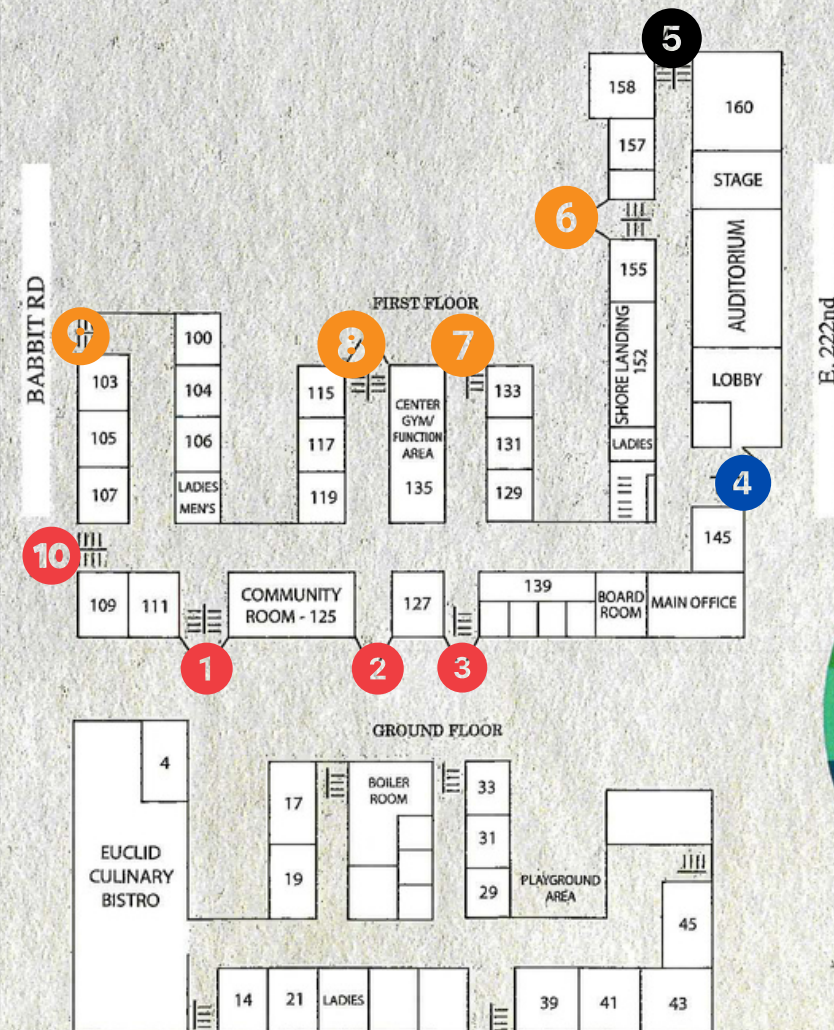 5
158
160
157
STAGE
6
AUDITORIUM
155
BABBIT RD
E. 222nd
FIRST FLOOR
SHORE LANDING
152
9
100
8
7
LOBBY
103
104
115
CENTER
GYM/
FUNCTION
AREA
135
133
105
106
117
131
LADIES
107
LADIES
MEN'S
119
129
4
145
10
109
111
COMMUNITY
ROOM - 125
127
139
BOARD
ROOM
MAIN OFFICE
1
2
3
GROUND FLOOR
4
17
BOILER
ROOM
33
31
EUCLID
CULINARY
BISTRO
19
29
PLAYGROUND
AREA
45
14
21
LADIES
39
41
43